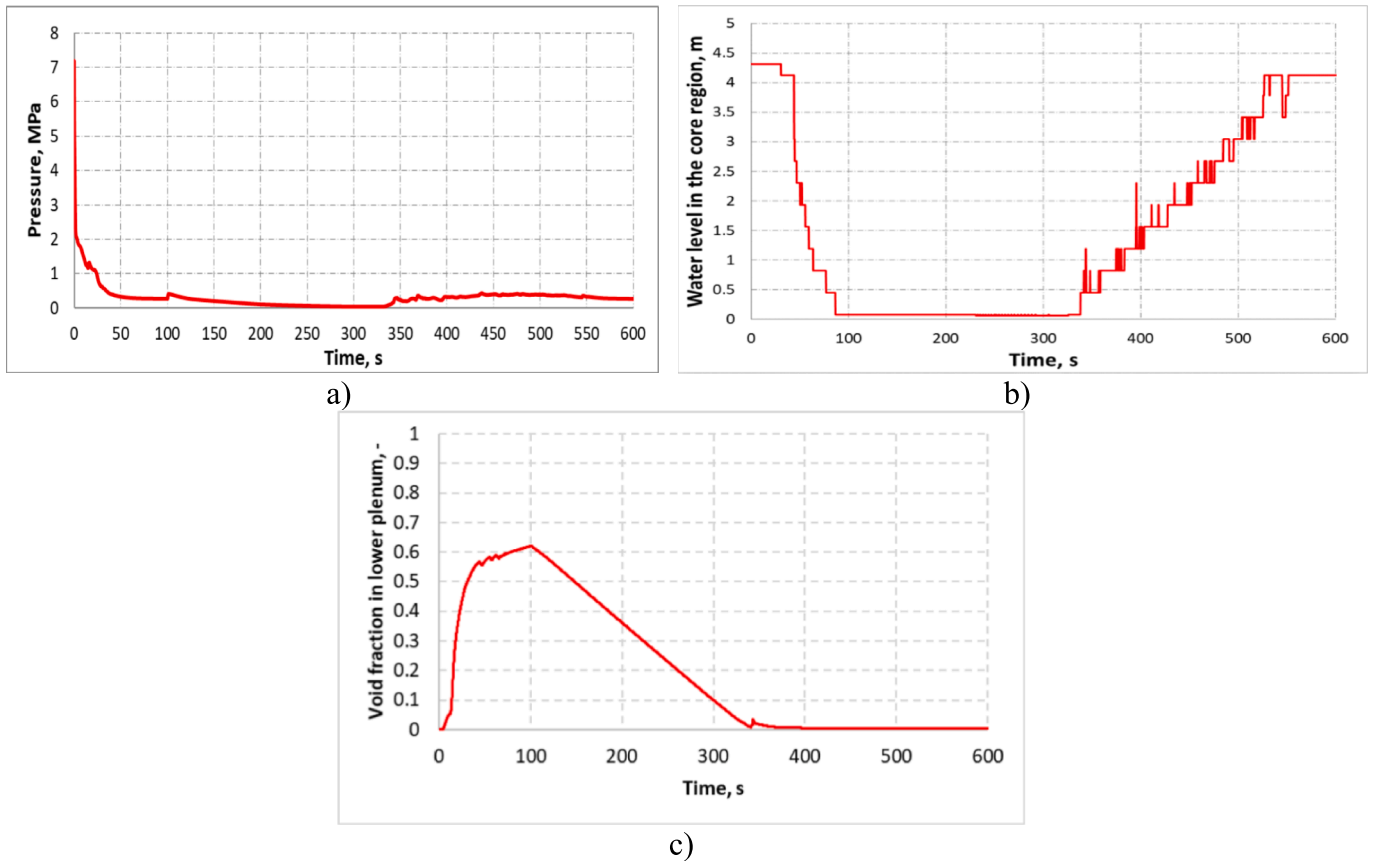 Pressure, MPa
8
7
6
5
4
3
2
1
0
0 50 100 150 200 250 300 350 400 450 500 550 600
Time, s
a)
Water level in the core region, m
5
4.5
4
3.5
3
2.5
2
1.5
1
0.5
0
0 100 200 300 400 500 600
Time, s
b)
Void fraction in lower plenum, -
1
0.9
0.8
0.7
0.6
0.5
0.4
0.3
0.2
0.1
0
0 100 200 300 400 500 600
Time, s
c)